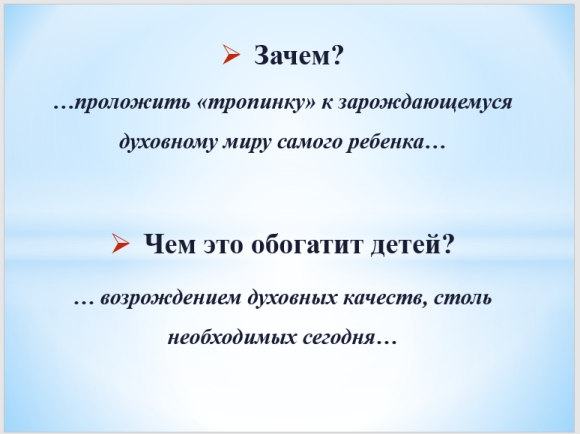 Зачем?
…проложить «тропинку» к зарождающемуся
духовному миру самого ребенка…
Чем это обогатит детей?
… возрождением духовных качеств, столь
необходимых сегодня…